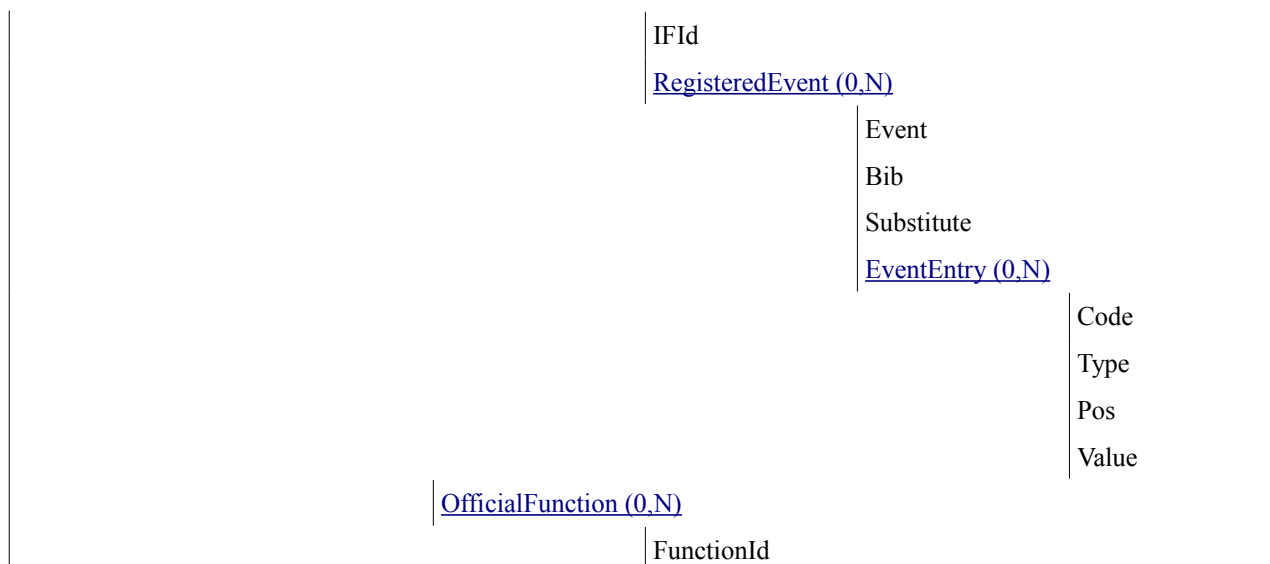 IFId
RegisteredEvent (0,N)
Event
Bib
Substitute
EventEntry (0,N)
Code
Type
Pos
Value
OfficialFunction (0,N)
FunctionId